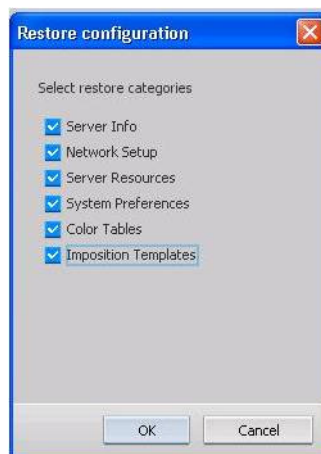 Restore configuration
Select restore categories
Server Info
Network Setup
Server Resources
System Preferences
Color Tables
Imposition Templates
OK Cancel